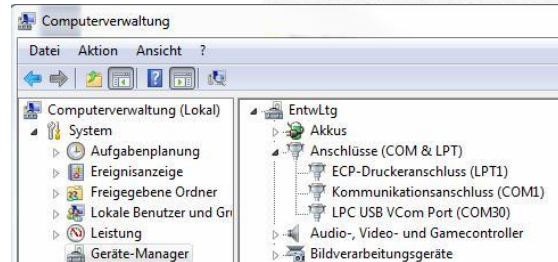 Computerverwaltung
Datei Aktion Ansicht ?
Computerverwaltung (Lokal)
System
Aufgabenplanung
Ereignisanzeige
Freigegebene Ordner
Lokale Benutzer und
Leistung
Geräte-Manager
EntwLtg
Akkus
Anschlüsse (COM & LPT)
ECP-Druckeranschluss (LPT1)
Kommunikationsanschluss (COM1)
LPC USB VCom Port (COM30)
Audio-, Video- und Gamecontroller
Bildverarbeitungsgeräte